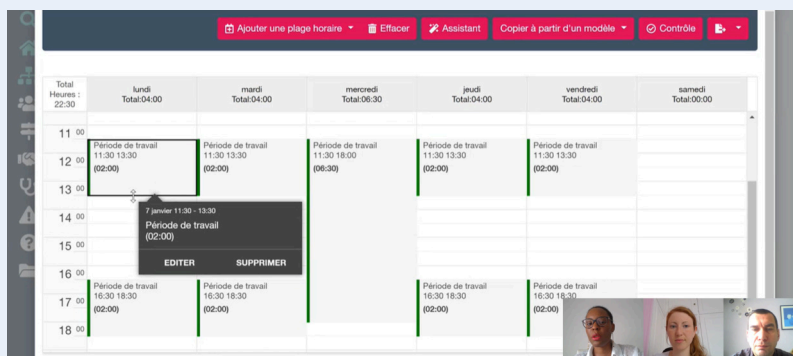 Ajouter une plage horaire
Effacer
Assistant
Copier à partir d'un modèle
Contrôle
Total
Heures :
22:30
lundi
Total:04:00
mardi
Total:04:00
mercredi
Total:06:30
jeudi
Total:04:00
vendredi
Total:04:00
samedi
Total:00:00
11 00
12 00
13 00
14 00
15 00
16 00
17 00
18 00
Période de travail
11:30 13:30
(02:00)
Période de travail
11:30 13:30
(02:00)
Période de travail
11:30 18:00
(06:30)
Période de travail
11:30 13:30
(02:00)
Période de travail
11:30 13:30
(02:00)
7 janvier 11:30 - 13:30
Période de travail
(02:00)
EDITER
SUPPRIMER
Période de travail
16:30 18:30
(02:00)
Période de travail
16:30 18:30
(02:00)
Période de travail
16:30 18:30
(02:00)
Période de travail
16:30 18:30
(02:00)